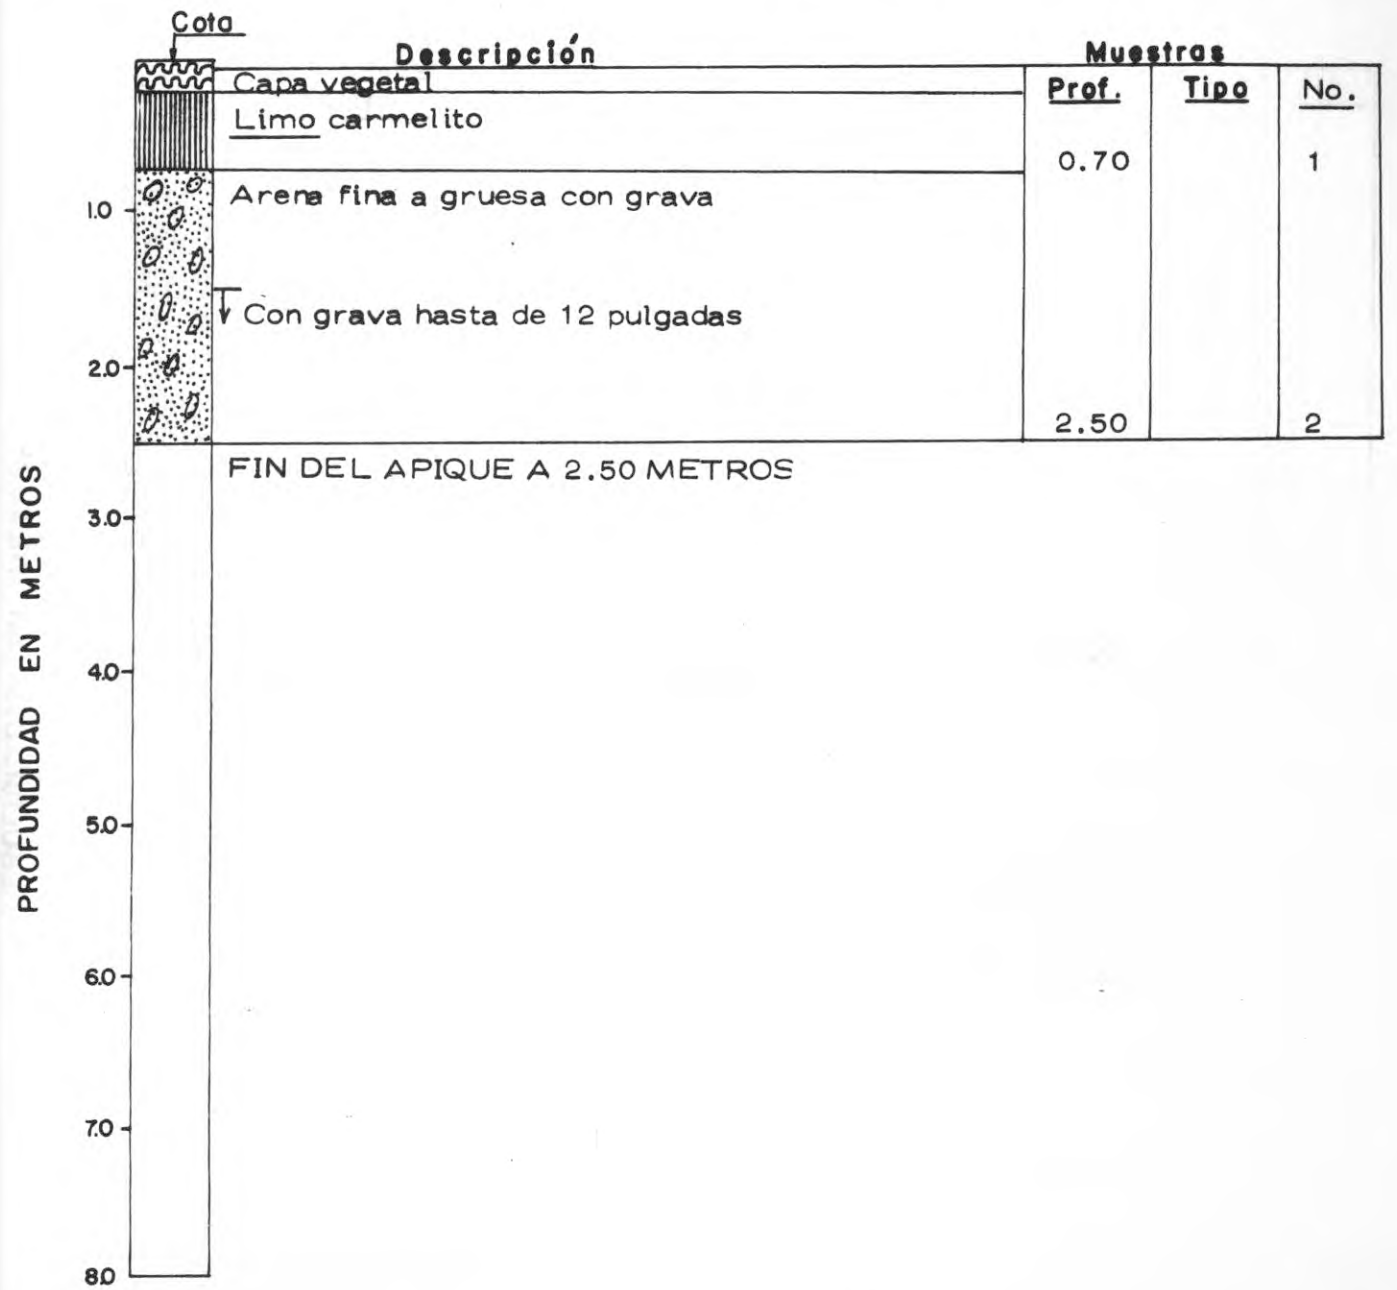 Cota
Descripción Muestras
Capa vegetal Prof. Tipo No.
Limo carmelito
0.70 1
Arena fina a gruesa con grava
1.0
Con grava hasta de 12 pulgadas
2.0
2.50 2
FIN DEL APIQUE A 2.50 METROS
3.0
4.0
5.0
6.0
7.0
8.0
PROFUNDIDAD EN METROS